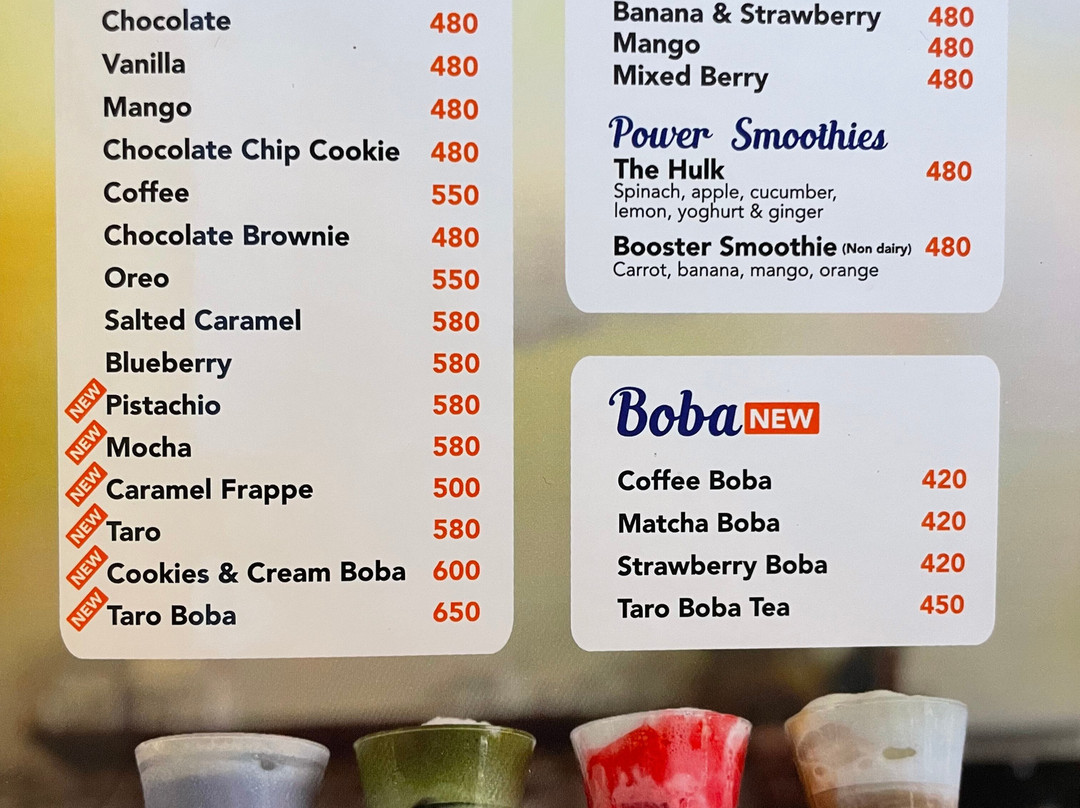 Chocolate 480
Vanilla 480
Mango 480
Chocolate Chip Cookie 480
Coffee 550
Chocolate Brownie 480
Oreo 550
Salted Caramel 580
Blueberry 580
NEW Pistachio 580
NEW Mocha 580
NEW Caramel Frappe 500
NEW Taro 580
NEW Cookies & Cream Boba 600
NEW Taro Boba 650
Banana & Strawberry 480
Mango 480
Mixed Berry 480
Power Smoothies
The Hulk 480
Spinach, apple, cucumber,
lemon, yoghurt & ginger
Booster Smoothie (Non dairy) 480
Carrot, banana, mango, orange
Boba NEW
Coffee Boba 420
Matcha Boba 420
Strawberry Boba 420
Taro Boba Tea 450